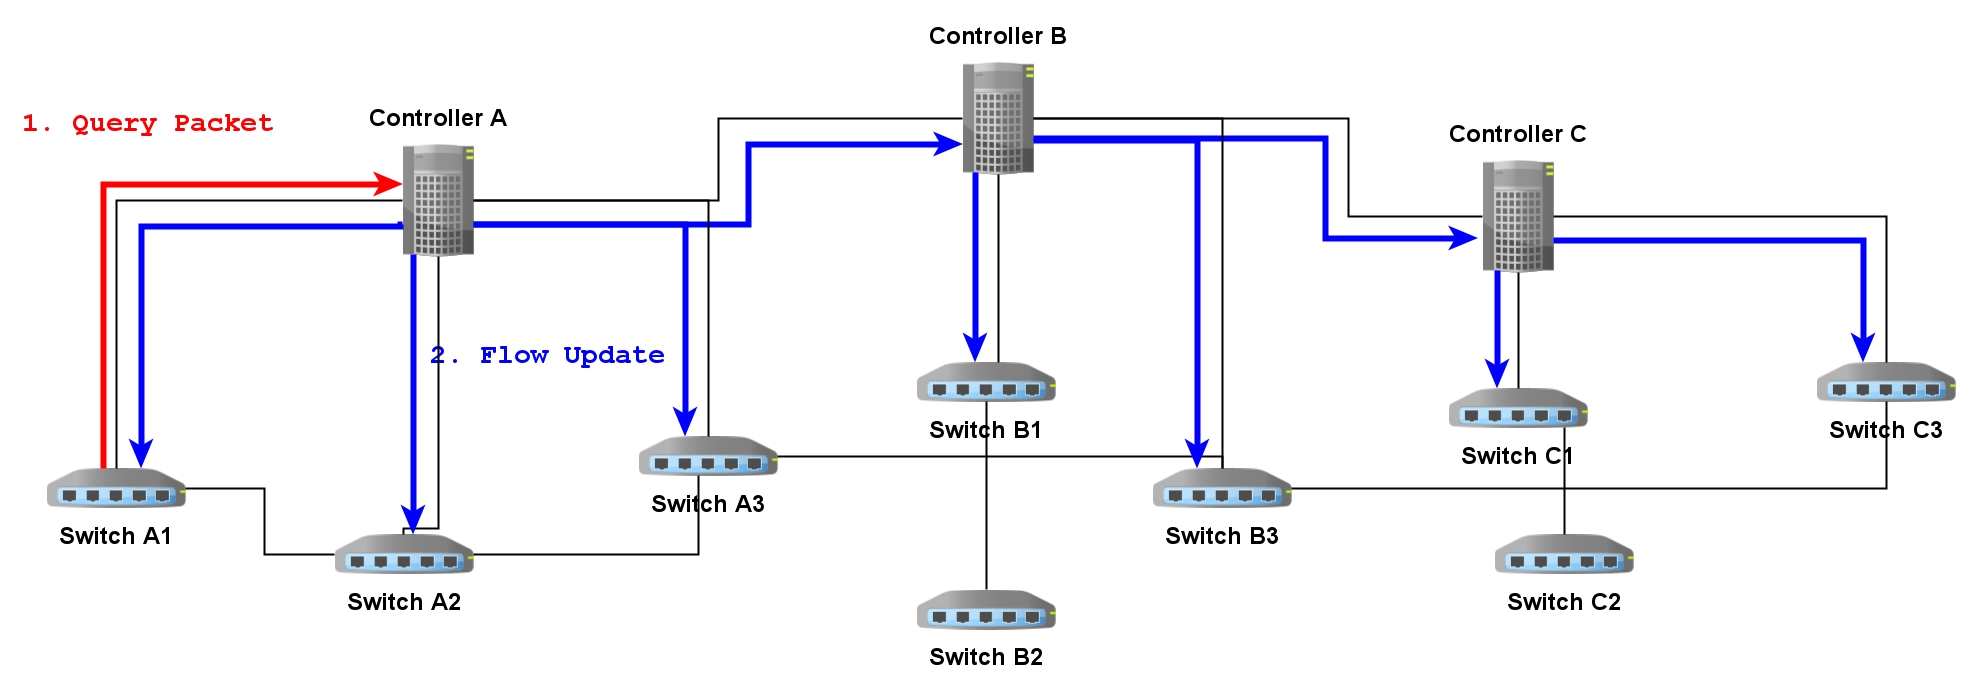 Controller B
1. Query Packet
Controller A
Controller C
2. Flow Update
Switch B1
Switch C3
Switch C1
Switch A3
Switch A1
Switch B3
Switch A2
Switch C2
Switch B2